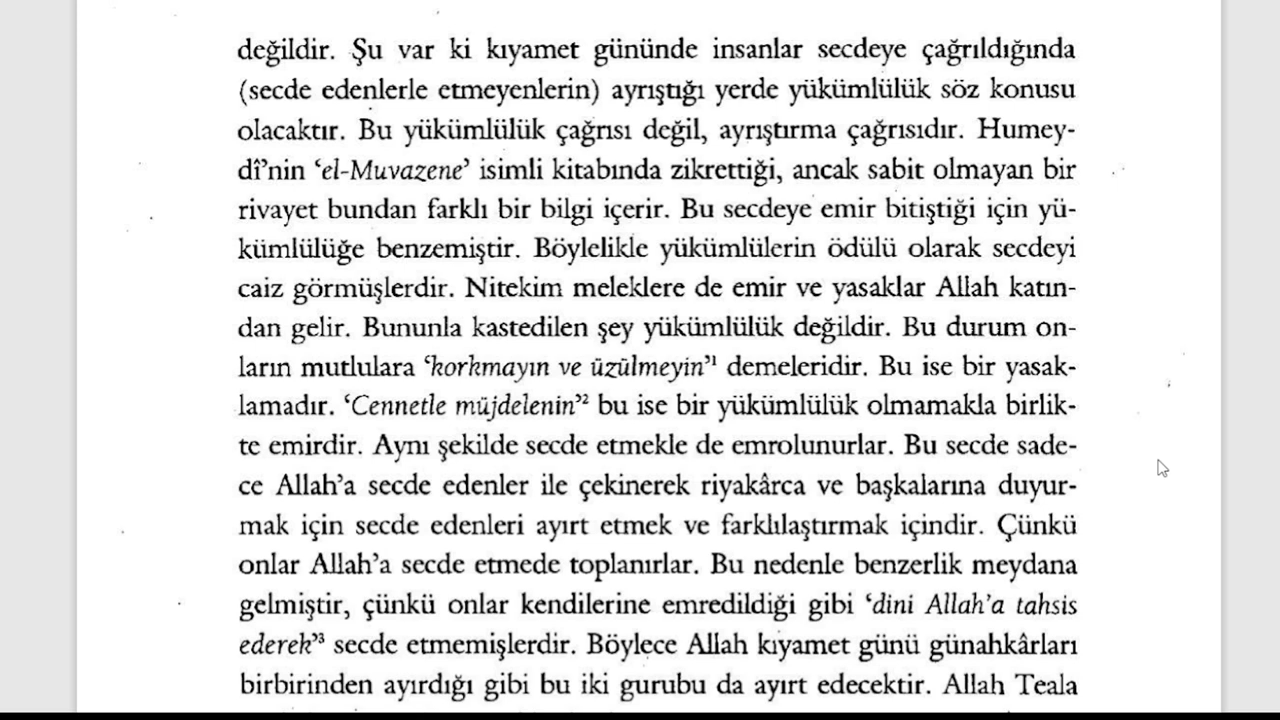 değildir. Şu var ki kıyamet gününde insanlar secdeye çağrıldığında
(secde edenlerle etmeyenlerin) ayrıştığı yerde yükümlülük söz konusu
olacaktır. Bu yükümlülük çağrısı değil, ayrıştırma çağrısıdır. Humey-
dî’nin ‘el-Muvazene’ isimli kitabında zikrettiği, ancak sabit olmayan bir
rivayet bundan farklı bir bilgi içerir. Bu secdeye emir bitiştiği için yü-
kümlülüğe benzemiştir. Böylelikle yükümlülerin ödülü olarak secdeyi
caiz görmüşlerdir. Nitekim meleklere de emir ve yasaklar Allah katın-
dan gelir. Bununla kastedilen şey yükümlülük değildir. Bu durum on-
ların mutlulara ‘korkmayın ve üzülmeyin’¹ demeleridir. Bu ise bir yasak-
lamadır. ‘Cennetle müjdelenin’² bu ise bir yükümlülük olmamakla birlik-
te emirdir. Aynı şekilde secde etmekle de emrolunurlar. Bu secde sade-
ce Allah’a secde edenler ile çekinerek riyakârca ve başkalarına duyur-
mak için secde edenleri ayırt etmek ve farklılaştırmak içindir. Çünkü
onlar Allah’a secde etmede toplanırlar. Bu nedenle benzerlik meydana
gelmiştir, çünkü onlar kendilerine emredildiği gibi ‘dini Allah’a tahsis
ederek’³ secde etmemişlerdir. Böylece Allah kıyamet günü günahkârları
birbirinden ayırdığı gibi bu iki gurubu da ayırt edecektir. Allah Teala